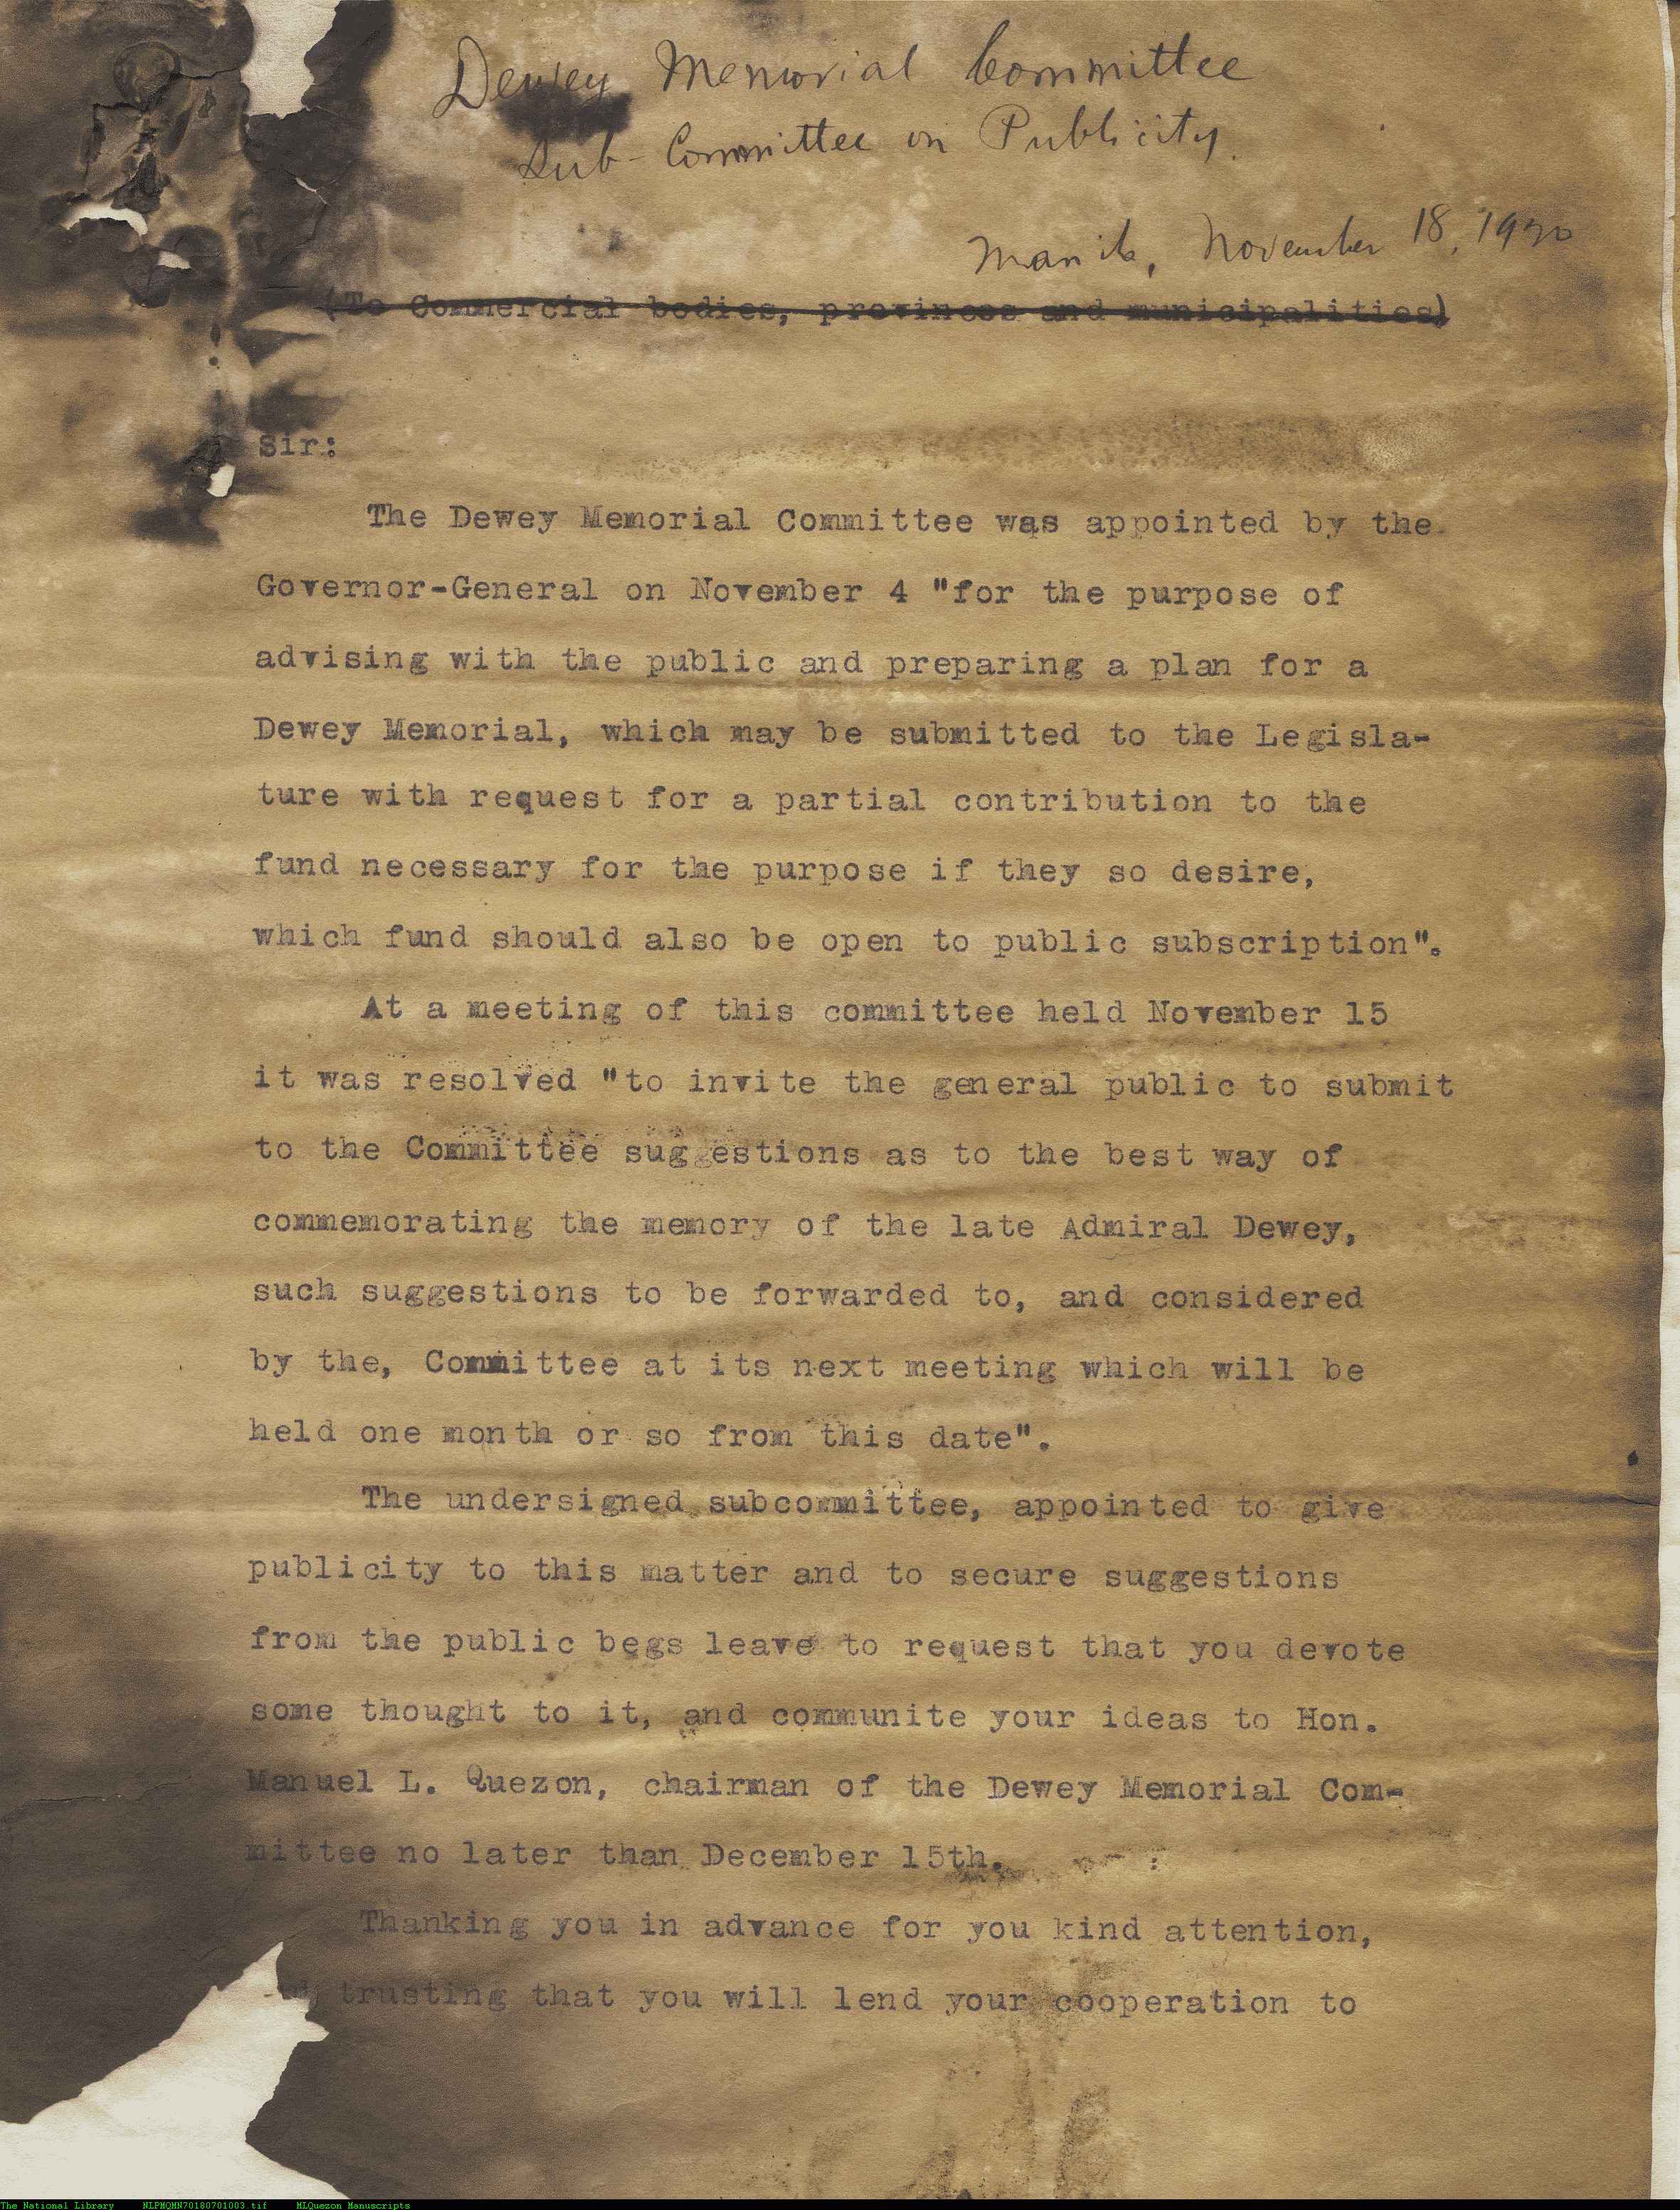 Dewey Memorial Committee
Sub-Committee on Publicity.
Manila, November 18, 1920
(To Commercial bodies, provinces and municipalities)
Sir:
The Dewey Memorial Committee was appointed by the
Governor-General on November 4 "for the purpose of
advising with the public and preparing a plan for a
Dewey Memorial, which may be submitted to the Legisla-
ture with request for a partial contribution to the
fund necessary for the purpose if they so desire,
which fund should also be open to public subscription".
At a meeting of this committee held November 15
it was resolved "to invite the general public to submit
to the Committee suggestions as to the best way of
commemorating the memory of the late Admiral Dewey,
such suggestions to be forwarded to, and considered
by the, Committee at its next meeting which will be
held one month or so from this date".
The undersigned subcommittee, appointed to give
publicity to this matter and to secure suggestions
from the public begs leave to request that you devote
some thought to it, and communite your ideas to Hon.
Manuel L. Quezon, chairman of the Dewey Memorial Com-
mittee no later than December 15th.
Thanking you in advance for you kind attention,
trusting that you will lend your cooperation to
The National Library NLPMQMN70180701003.tif MLQuezon Manuscripts